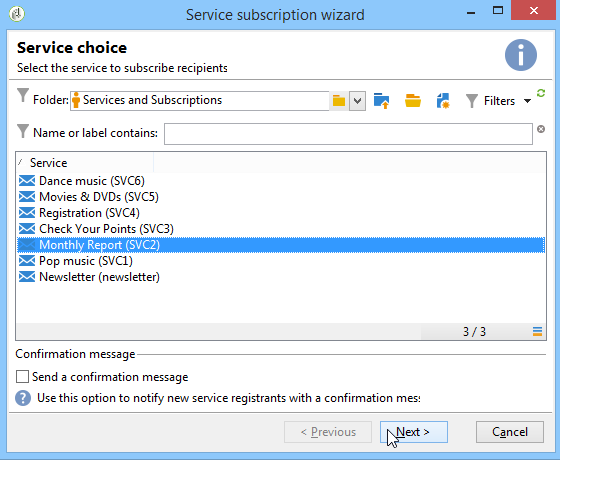 Service subscription wizard
Service choice
Select the service to subscribe recipients
Folder: Services and Subscriptions Filters
Name or label contains:
Service
Dance music (SVC6)
Movies & DVDs (SVC5)
Registration (SVC4)
Check Your Points (SVC3)
Monthly Report (SVC2)
Pop music (SVC1)
Newsletter (newsletter)
3 / 3
Confirmation message
Send a confirmation message
Use this option to notify new service registrants with a confirmation mes
< Previous Next > Cancel